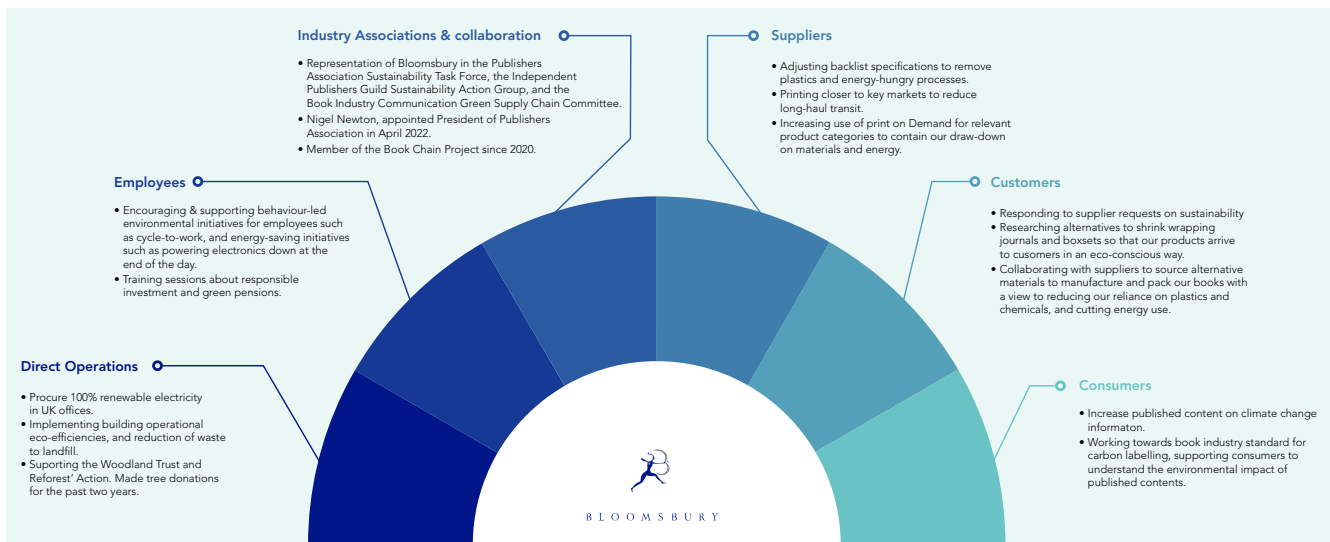 Industry Associations & collaboration
• Representation of Bloomsbury in the Publishers
Association Sustainability Task Force, the Independent
Publishers Guild Sustainability Action Group, and the
Book Industry Communication Green Supply Chain Committee.
• Nigel Newton, appointed President of Publishers
Association in April 2022.
• Member of the Book Chain Project since 2020.
Suppliers
• Adjusting backlist specifications to remove
plastics and energy-hungry processes.
• Printing closer to key markets to reduce
long-haul transit.
• Increasing use of print on Demand for relevant
product categories to contain our draw-down
on materials and energy.
Employees
• Encouraging & supporting behaviour-led
environmental initiatives for employees such
as cycle-to-work, and energy-saving initiatives
such as powering electronics down at the
end of the day.
• Training sessions about responsible
investment and green pensions.
Customers
• Responding to supplier requests on sustainability
• Researching alternatives to shrink wrapping
journals and boxsets so that our products arrive
to cusomers in an eco-conscious way.
• Collaborating with suppliers to source alternative
materials to manufacture and pack our books with
a view to reducing our reliance on plastics and
chemicals, and cutting energy use.
Direct Operations
• Procure 100% renewable electricity
in UK offices.
• Implementing building operational
eco-efficiencies, and reduction of waste
to landfill.
• Suporting the Woodland Trust and
Reforest’ Action. Made tree donations
for the past two years.
Consumers
• Increase published content on climate change
informaton.
• Working towards book industry standard for
carbon labelling, supporting consumers to
understand the environmental impact of
published contents.
BLOOMSBURY